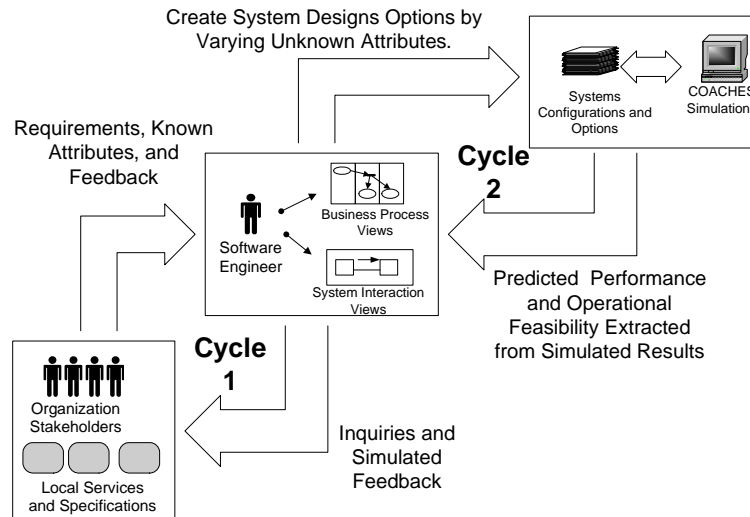 Create System Designs Options by
Varying Unknown Attributes.
Systems
Configurations and
Options
COACHES
Simulation
Requirements, Known
Attributes, and
Feedback
Cycle
2
Software
Engineer
Business Process
Views
System Interaction
Views
Predicted Performance
and Operational
Feasibility Extracted
from Simulated Results
Cycle
1
Organization
Stakeholders
Local Services
and Specifications
Inquiries and
Simulated
Feedback